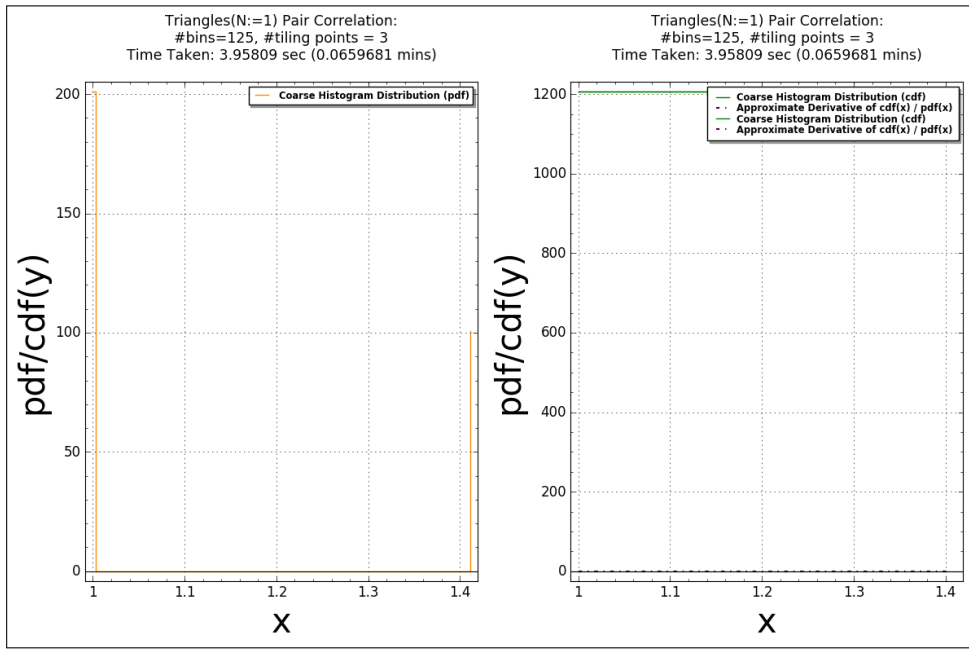 Triangles(N:=1) Pair Correlation:
#bins=125, #tiling points = 3
Time Taken: 3.95809 sec (0.0659681 mins)
Coarse Histogram Distribution (pdf)
200
150
100
50
0
pdf/cdf(y)
1
1.1
1.2
1.3
1.4
x
Triangles(N:=1) Pair Correlation:
#bins=125, #tiling points = 3
Time Taken: 3.95809 sec (0.0659681 mins)
Coarse Histogram Distribution (cdf)
Approximate Derivative of cdf(x) / pdf(x)
Coarse Histogram Distribution (cdf)
Approximate Derivative of cdf(x) / pdf(x)
1200
1000
800
600
400
200
0
pdf/cdf(y)
1
1.1
1.2
1.3
1.4
x